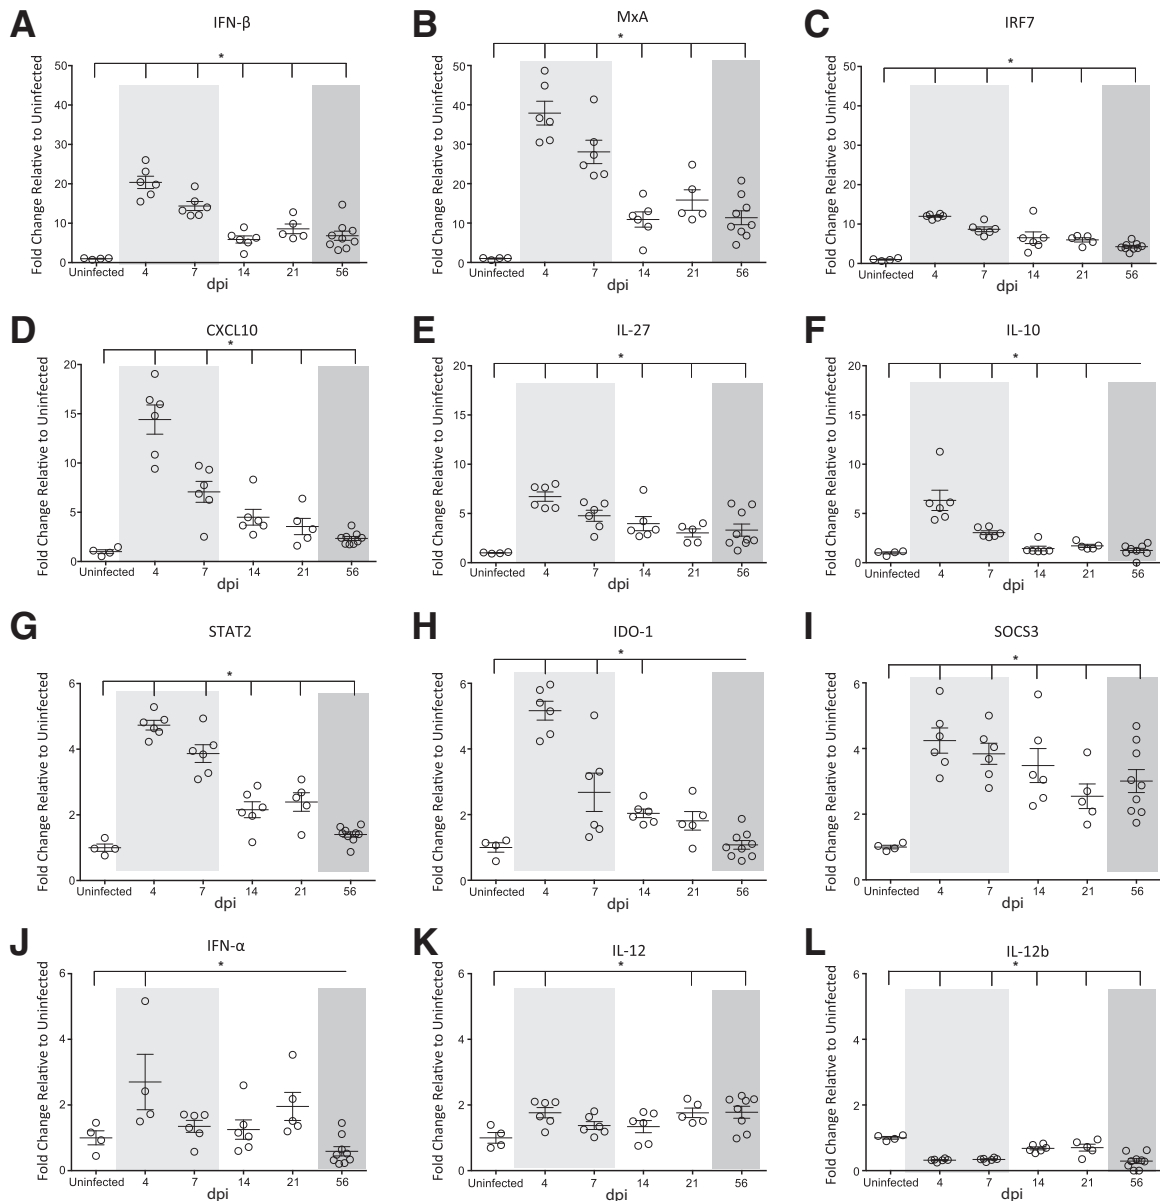 A
IFN-β
*
Fold Change Relative to Uninfected
50
40
30
20
10
0
Uninfected 4 7 14 21 56
dpi
B
MxA
*
Fold Change Relative to Uninfected
50
40
30
20
10
0
Uninfected 4 7 14 21 56
dpi
C
IRF7
*
Fold Change Relative to Uninfected
50
40
30
20
10
0
Uninfected 4 7 14 21 56
dpi
D
CXCL10
*
Fold Change Relative to Uninfected
20
15
10
5
0
Uninfected 4 7 14 21 56
dpi
E
IL-27
*
Fold Change Relative to Uninfected
20
15
10
5
0
Uninfected 4 7 14 21 56
dpi
F
IL-10
*
Fold Change Relative to Uninfected
20
15
10
5
0
Uninfected 4 7 14 21 56
dpi
G
STAT2
*
Fold Change Relative to Uninfected
6
4
2
0
Uninfected 4 7 14 21 56
dpi
H
IDO-1
*
Fold Change Relative to Uninfected
6
4
2
0
Uninfected 4 7 14 21 56
dpi
I
SOCS3
*
Fold Change Relative to Uninfected
6
4
2
0
Uninfected 4 7 14 21 56
dpi
J
IFN-α
*
Fold Change Relative to Uninfected
6
4
2
0
Uninfected 4 7 14 21 56
dpi
K
IL-12
*
Fold Change Relative to Uninfected
6
4
2
0
Uninfected 4 7 14 21 56
dpi
L
IL-12b
*
Fold Change Relative to Uninfected
6
4
2
0
Uninfected 4 7 14 21 56
dpi